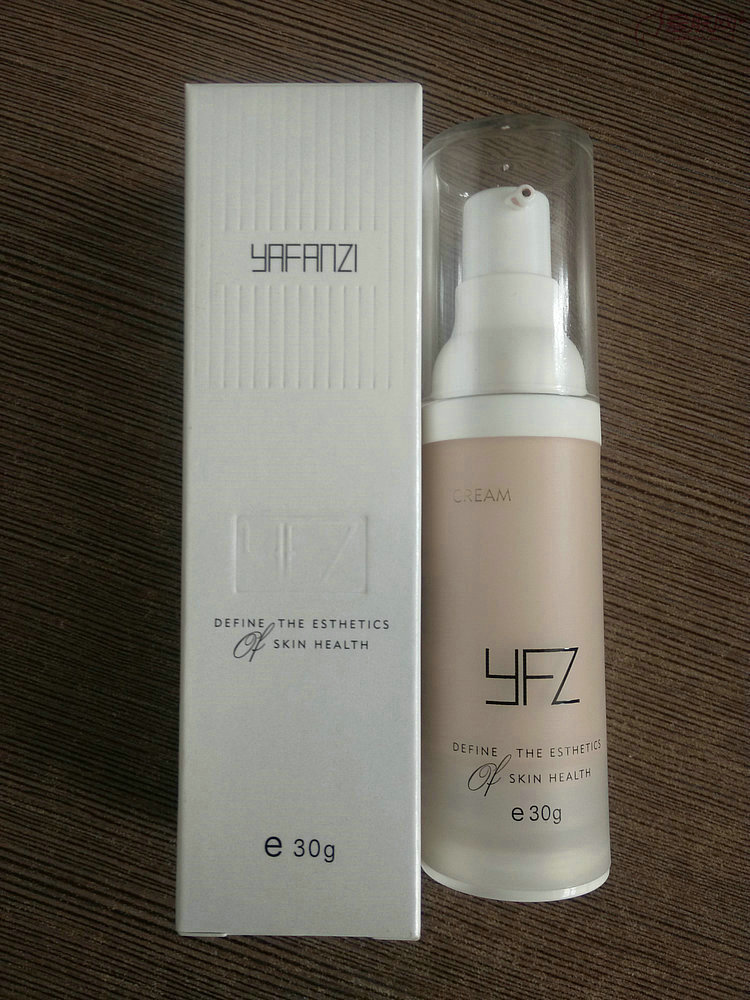 YAFANZI
YFZ
DEFINE THE ESTHETICS
Of SKIN HEALTH
e 30g
CREAM
YFZ
DEFINE THE ESTHETICS
Of SKIN HEALTH
e 30g